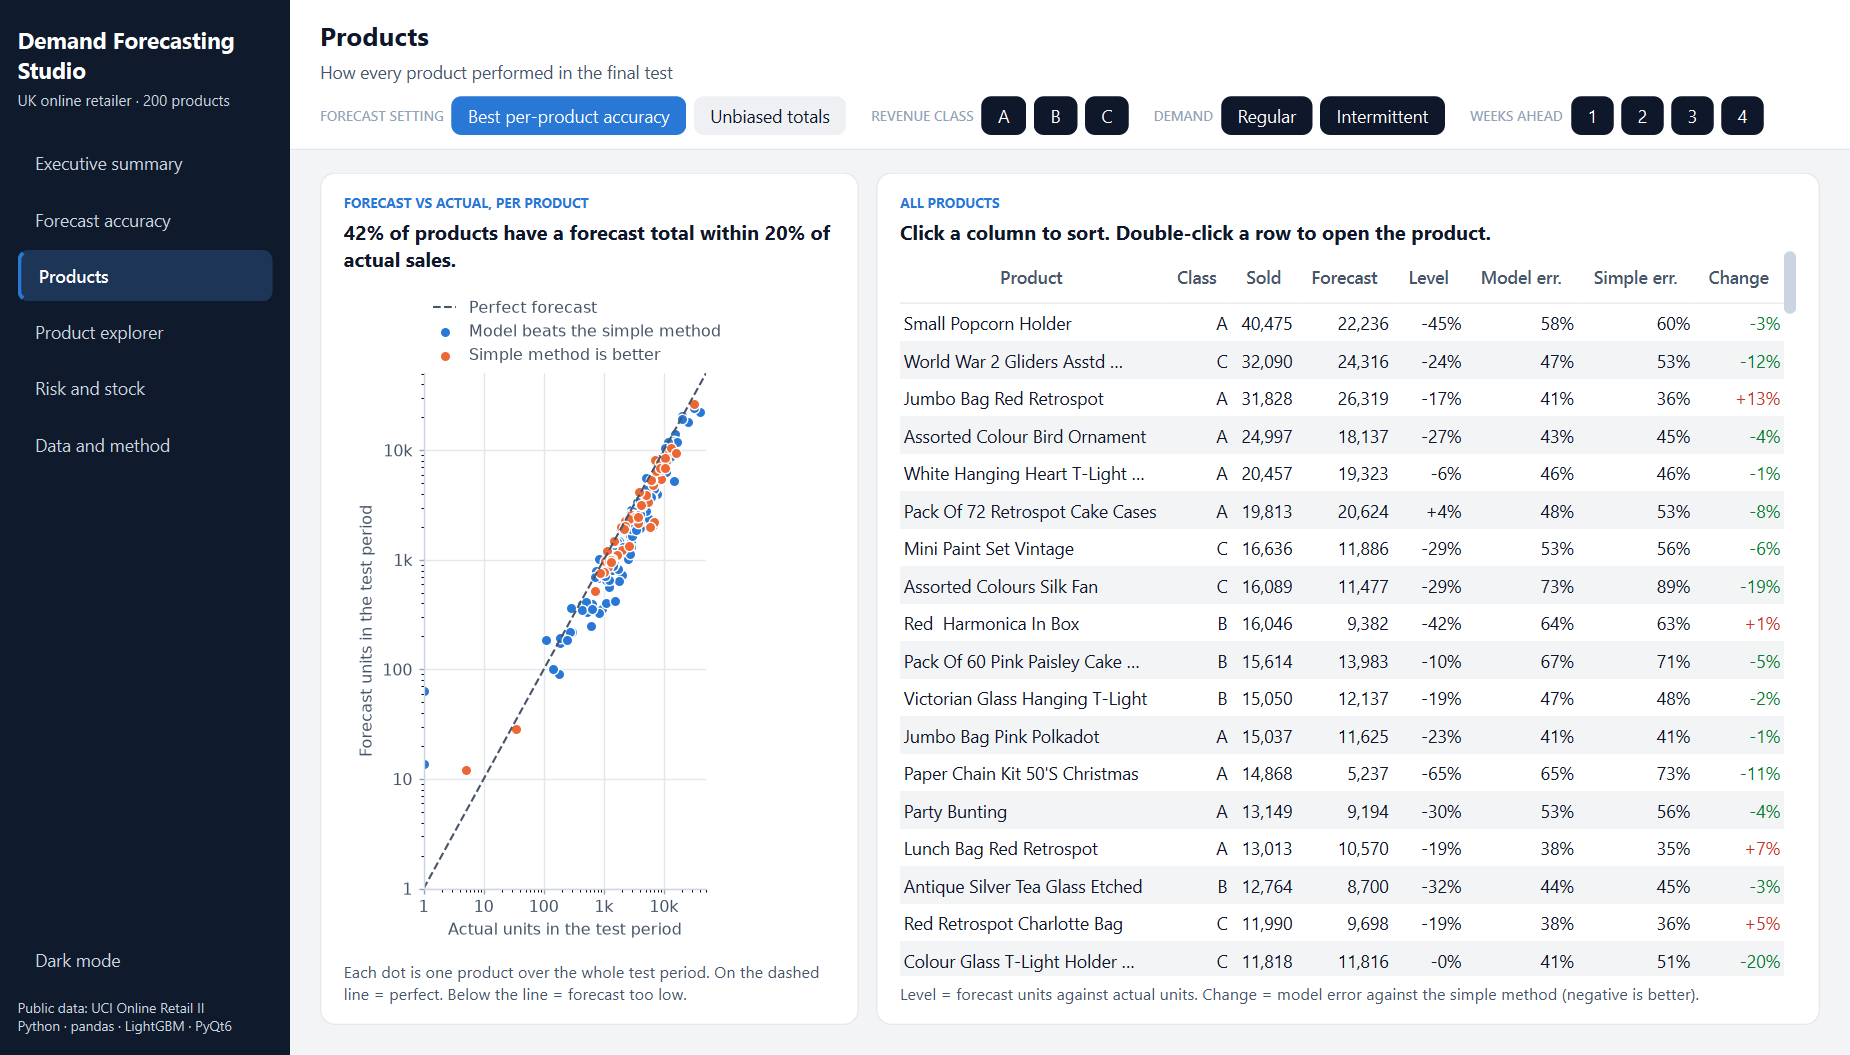 Demand Forecasting
Studio
UK online retailer · 200 products
Executive summary
Forecast accuracy
Products
Product explorer
Risk and stock
Data and method
Dark mode
Public data: UCI Online Retail II
Python · pandas · LightGBM · PyQt6
Products
How every product performed in the final test
FORECAST SETTING Best per-product accuracy Unbiased totals REVENUE CLASS A B C DEMAND Regular Intermittent WEEKS AHEAD 1 2 3 4
FORECAST VS ACTUAL, PER PRODUCT
42% of products have a forecast total within 20% of
actual sales.
Perfect forecast
Model beats the simple method
Simple method is better
Forecast units in the test period
10k
1k
100
10
1
1 10 100 1k 10k
Actual units in the test period
Each dot is one product over the whole test period. On the dashed
line = perfect. Below the line = forecast too low.
ALL PRODUCTS
Click a column to sort. Double-click a row to open the product.
Product Class Sold Forecast Level Model err. Simple err. Change
Small Popcorn Holder A 40,475 22,236 -45% 58% 60% -3%
World War 2 Gliders Asstd ... C 32,090 24,316 -24% 47% 53% -12%
Jumbo Bag Red Retrospot A 31,828 26,319 -17% 41% 36% +13%
Assorted Colour Bird Ornament A 24,997 18,137 -27% 43% 45% -4%
White Hanging Heart T-Light ... A 20,457 19,323 -6% 46% 46% -1%
Pack Of 72 Retrospot Cake Cases A 19,813 20,624 +4% 48% 53% -8%
Mini Paint Set Vintage C 16,636 11,886 -29% 53% 56% -6%
Assorted Colours Silk Fan C 16,089 11,477 -29% 73% 89% -19%
Red  Harmonica In Box B 16,046 9,382 -42% 64% 63% +1%
Pack Of 60 Pink Paisley Cake ... B 15,614 13,983 -10% 67% 71% -5%
Victorian Glass Hanging T-Light B 15,050 12,137 -19% 47% 48% -2%
Jumbo Bag Pink Polkadot A 15,037 11,625 -23% 41% 41% -1%
Paper Chain Kit 50'S Christmas A 14,868 5,237 -65% 65% 73% -11%
Party Bunting A 13,149 9,194 -30% 53% 56% -4%
Lunch Bag Red Retrospot A 13,013 10,570 -19% 38% 35% +7%
Antique Silver Tea Glass Etched B 12,764 8,700 -32% 44% 45% -3%
Red Retrospot Charlotte Bag C 11,990 9,698 -19% 38% 36% +5%
Colour Glass T-Light Holder ... C 11,818 11,816 -0% 41% 51% -20%
Level = forecast units against actual units. Change = model error against the simple method (negative is better).